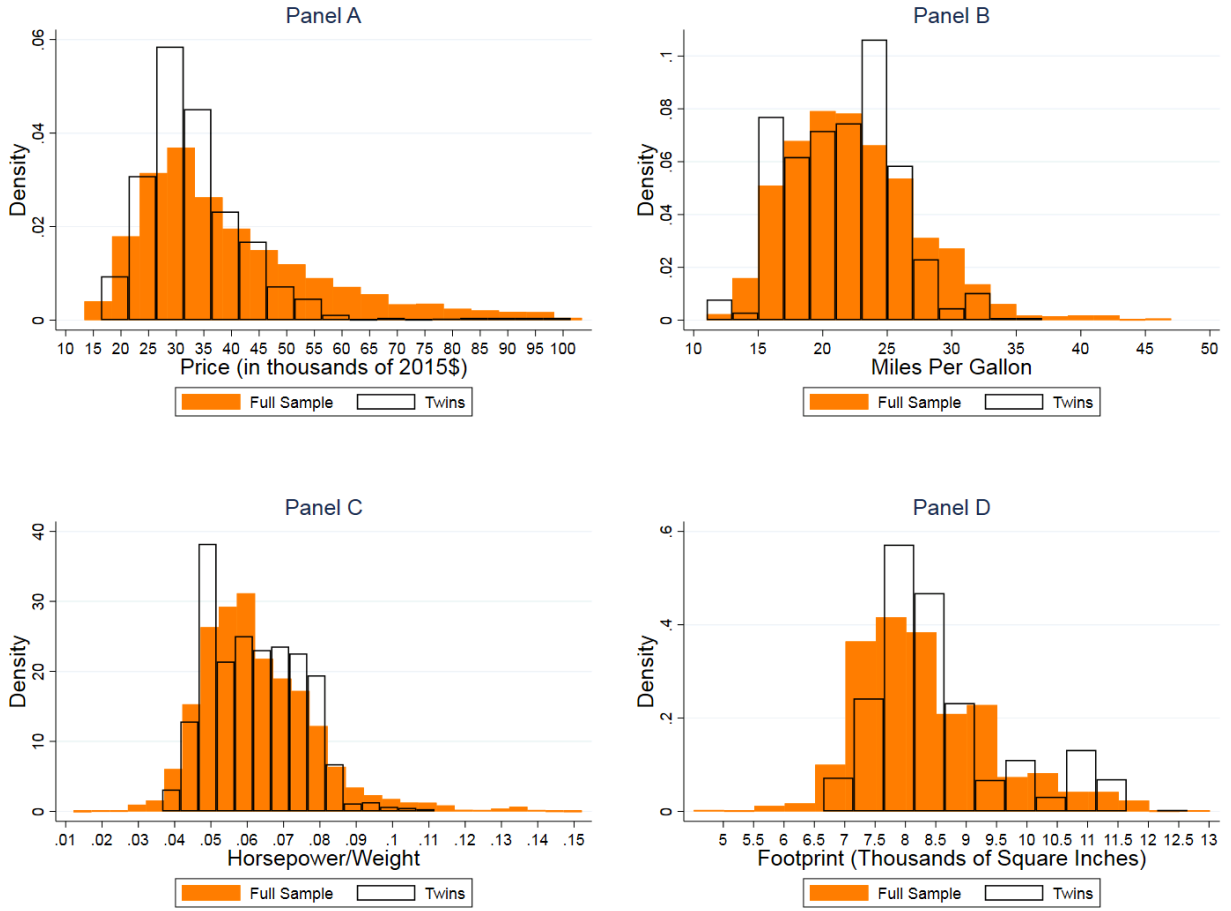 Panel A
Density
0 .02 .04 .06
10 15 20 25 30 35 40 45 50 55 60 65 70 75 80 85 90 95 100
Price (in thousands of 2015$)
Full Sample Twins
Panel B
Density
0 .02 .04 .06 .08 .1
10 15 20 25 30 35 40 45 50
Miles Per Gallon
Full Sample Twins
Panel C
Density
0 10 20 30 40
.01 .02 .03 .04 .05 .06 .07 .08 .09 .1 .11 .12 .13 .14 .15
Horsepower/Weight
Full Sample Twins
Panel D
Density
0 .2 .4 .6
5 5.5 6 6.5 7 7.5 8 8.5 9 9.5 10 10.5 11 11.5 12 12.5 13
Footprint (Thousands of Square Inches)
Full Sample Twins